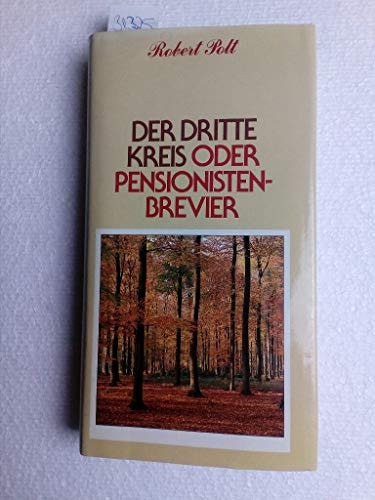 Robert Polt
DER DRITTE
KREIS ODER
PENSIONISTEN-
BREVIER